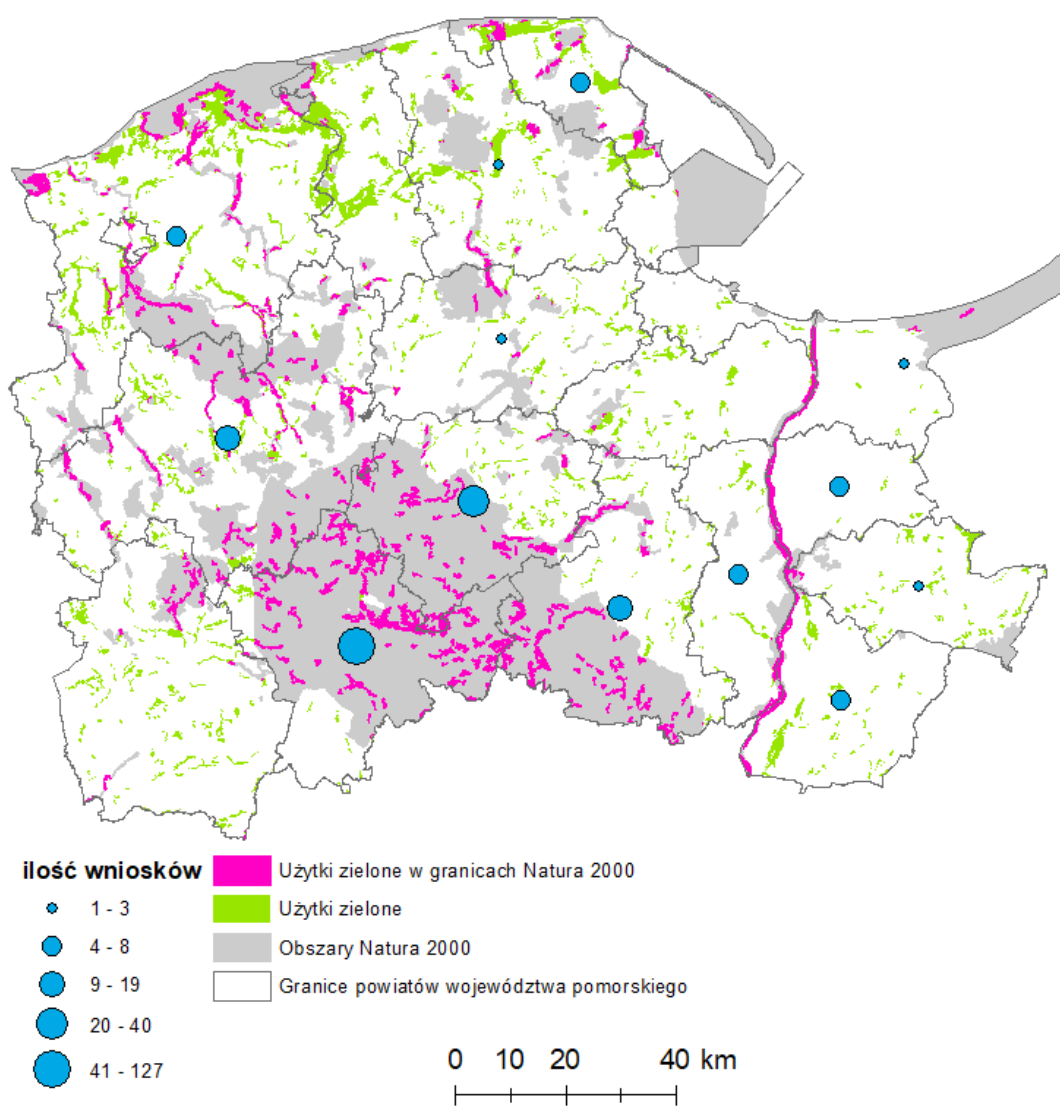 ilość wniosków
1 - 3
4 - 8
9 - 19
20 - 40
41 - 127
Użytki zielone w granicach Natura 2000
Użytki zielone
Obszary Natura 2000
Granice powiatów województwa pomorskiego
0 10 20 40 km